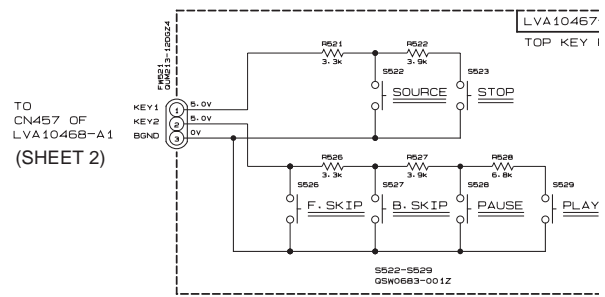 LVA10467-
TOP KEY
FW521
QUM213-12DGZ4
TO
CN457 OF
LVA10468-A1
(SHEET 2)
KEY1
KEY2
BGND
1
2
3
5.0V
5.0V
0V
R521
3.3k
R522
3.9k
S522
SOURCE
S523
STOP
R526
3.3k
R527
3.9k
R528
6.8k
S526
F.SKIP
S527
B.SKIP
S528
PAUSE
S529
PLAY
S522-S529
QSW0683-001Z